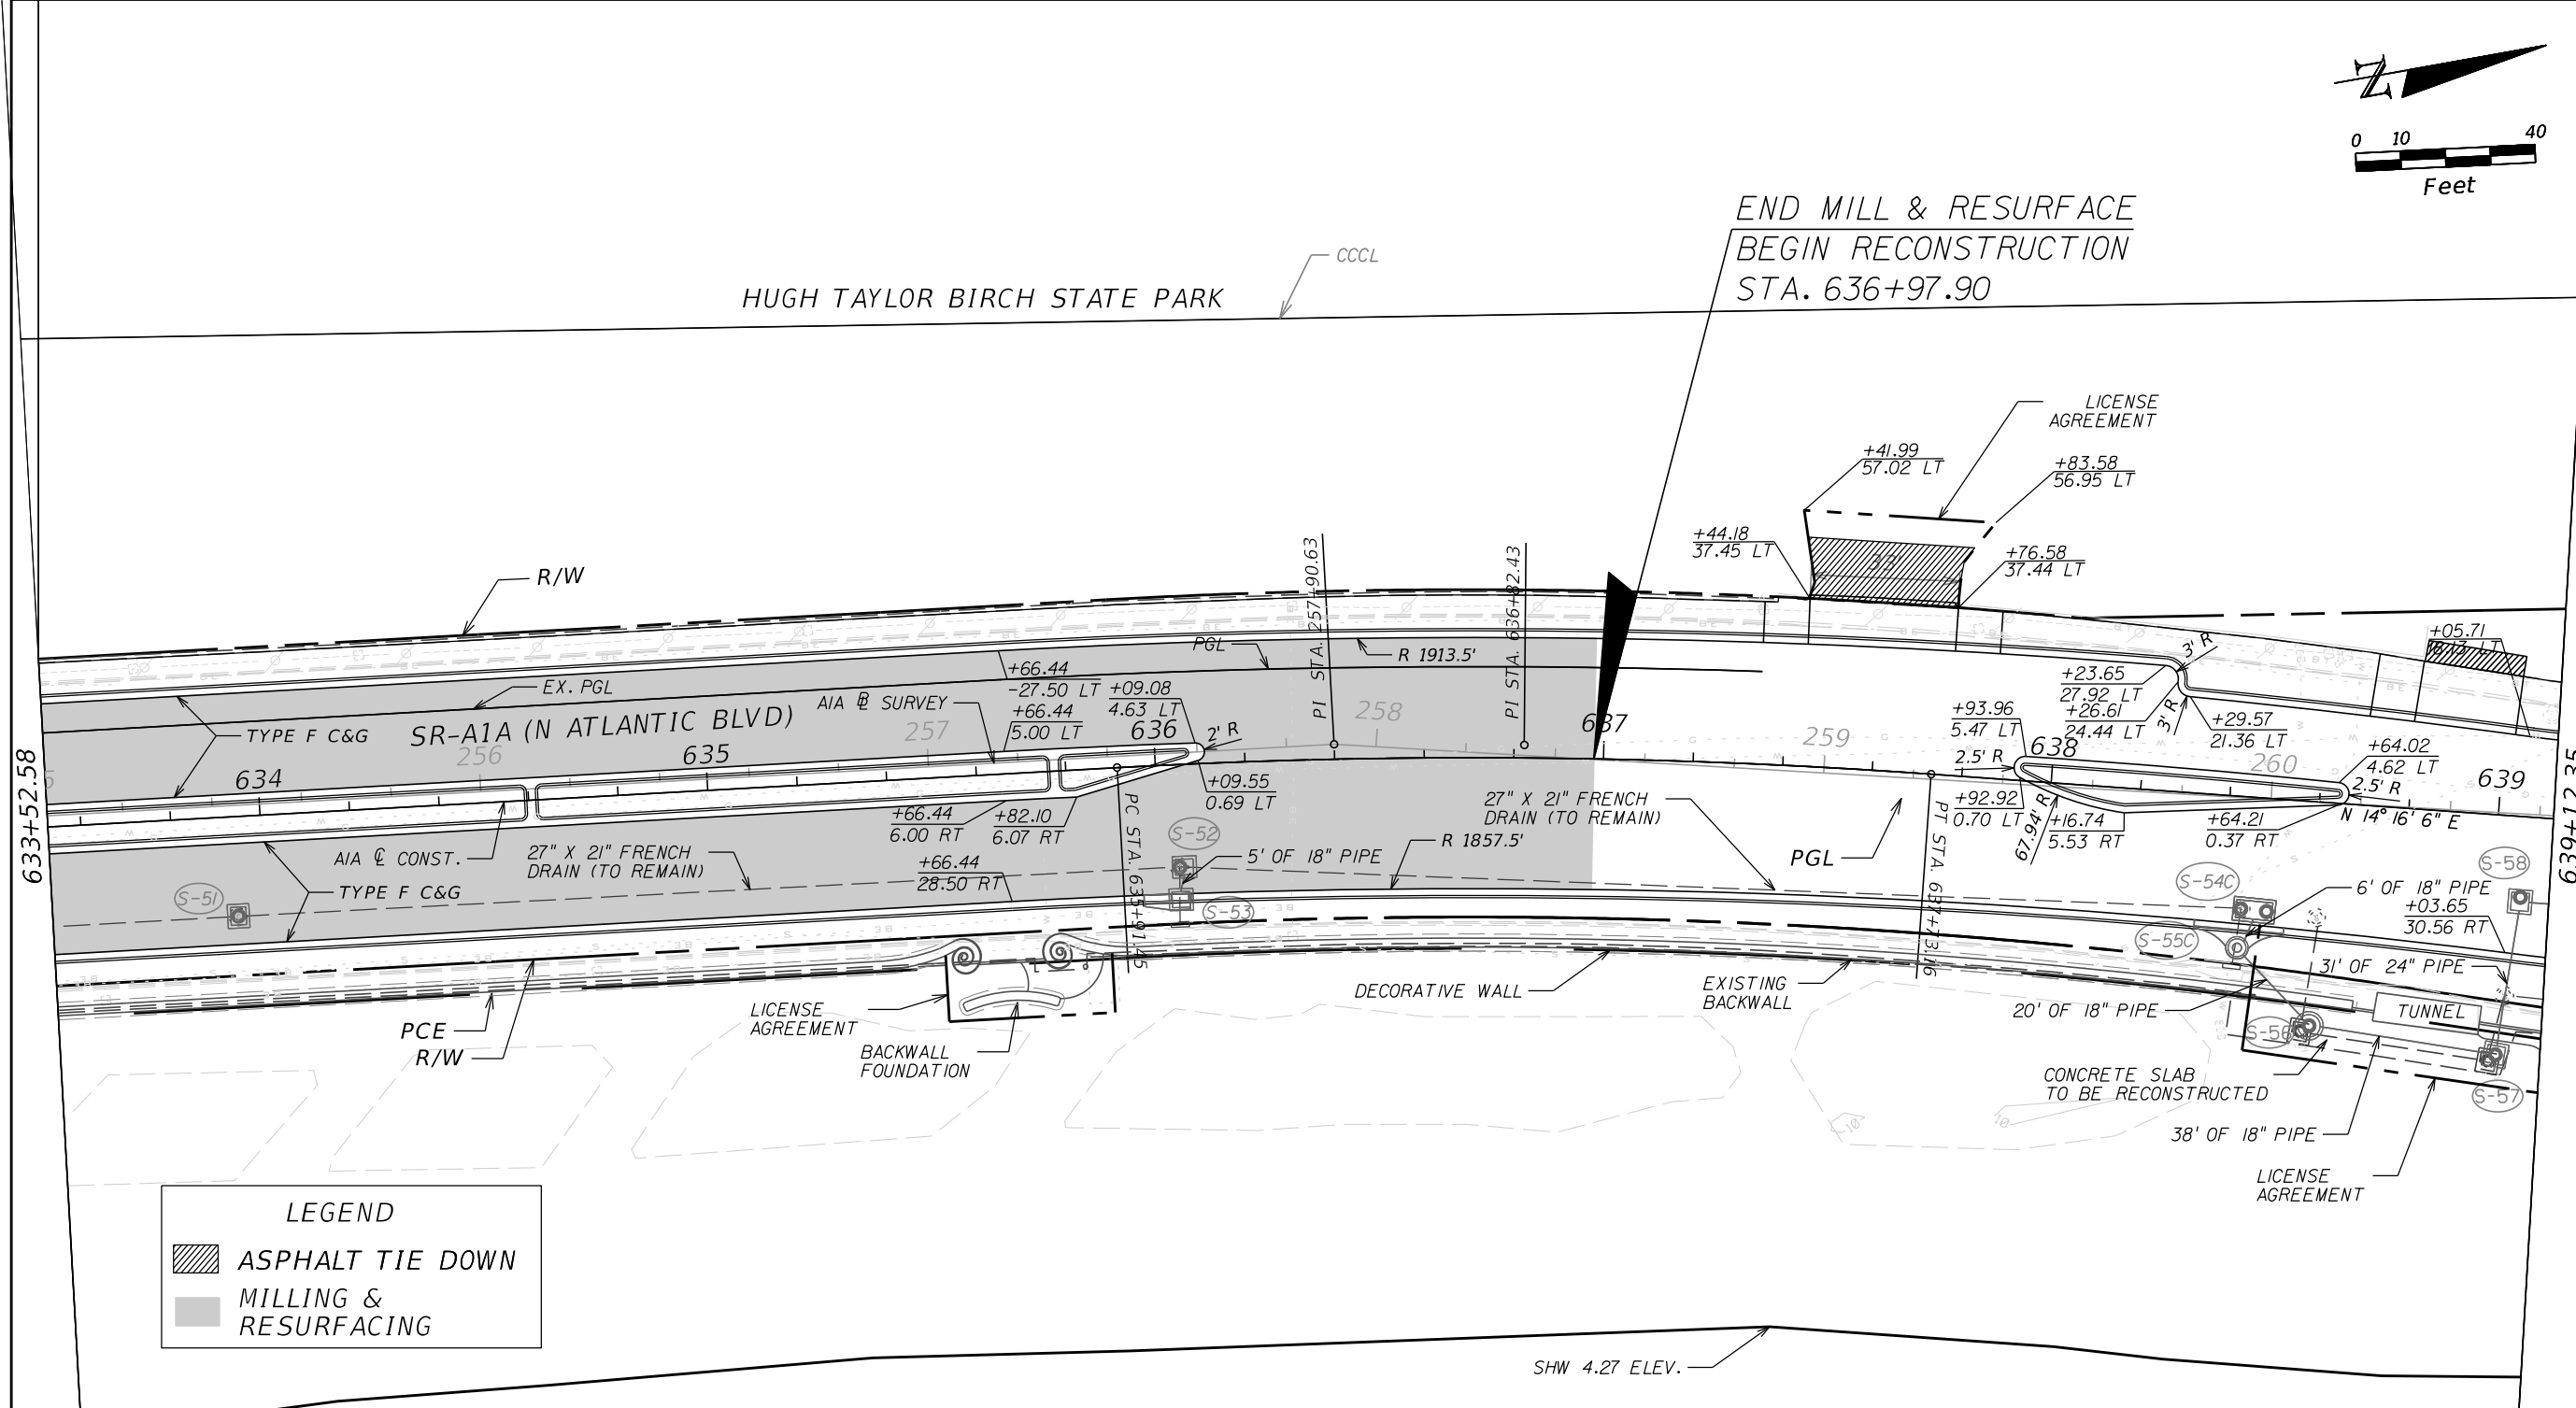 N
0 10 40
Feet
END MILL & RESURFACE
BEGIN RECONSTRUCTION
STA. 636+97.90
CCCL
HUGH TAYLOR BIRCH STATE PARK
LICENSE
AGREEMENT
+41.99
57.02 LT
+83.58
56.95 LT
+44.18
37.45 LT
33'
+76.58
37.44 LT
R/W
PI STA. 257+90.63
PI STA. 636+82.43
+05.71
3' R
PGL
R 1913.5'
+66.44
-27.50 LT
+09.08
4.63 LT
EX. PGL
A1A BL SURVEY
+66.44
5.00 LT
+23.65
27.92 LT
+26.61
24.44 LT
3' R
+29.57
21.36 LT
+93.96
5.47 LT
SR-A1A (N ATLANTIC BLVD)
TYPE F C&G
256
257
258
259
260
634
635
636
637
638
639
2' R
2.5' R
+64.02
4.62 LT
2.5' R
633+52.58
639+12.35
+09.55
0.69 LT
+66.44
6.00 RT
+82.10
6.07 RT
PC STA. 635+91.45
27" X 21" FRENCH
DRAIN (TO REMAIN)
PT STA. 637+73.16
+92.92
0.70 LT
67.94' R
+16.74
5.53 RT
+64.21
0.37 RT
N 14° 16' 6" E
S-52
A1A CL CONST.
27" X 21" FRENCH
DRAIN (TO REMAIN)
+66.44
28.50 RT
5' OF 18" PIPE
R 1857.5'
PGL
S-51
TYPE F C&G
S-53
S-54C
S-58
6' OF 18" PIPE
+03.65
30.56 RT
S-55C
31' OF 24" PIPE
PCE
R/W
LICENSE
AGREEMENT
BACKWALL
FOUNDATION
DECORATIVE WALL
EXISTING
BACKWALL
20' OF 18" PIPE
TUNNEL
S-56
CONCRETE SLAB
TO BE RECONSTRUCTED
S-57
38' OF 18" PIPE
10
10
LICENSE
AGREEMENT
LEGEND
ASPHALT TIE DOWN
MILLING &
RESURFACING
SHW 4.27 ELEV.